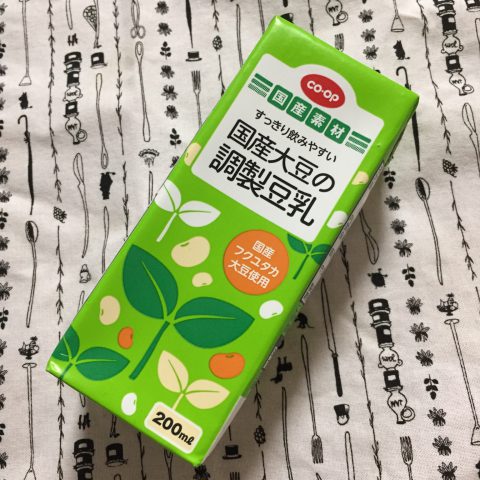 CO·OP
国産素材
すっきり飲みやすい
国産大豆の
調製豆乳
国産
フクユタカ
大豆使用
200ml